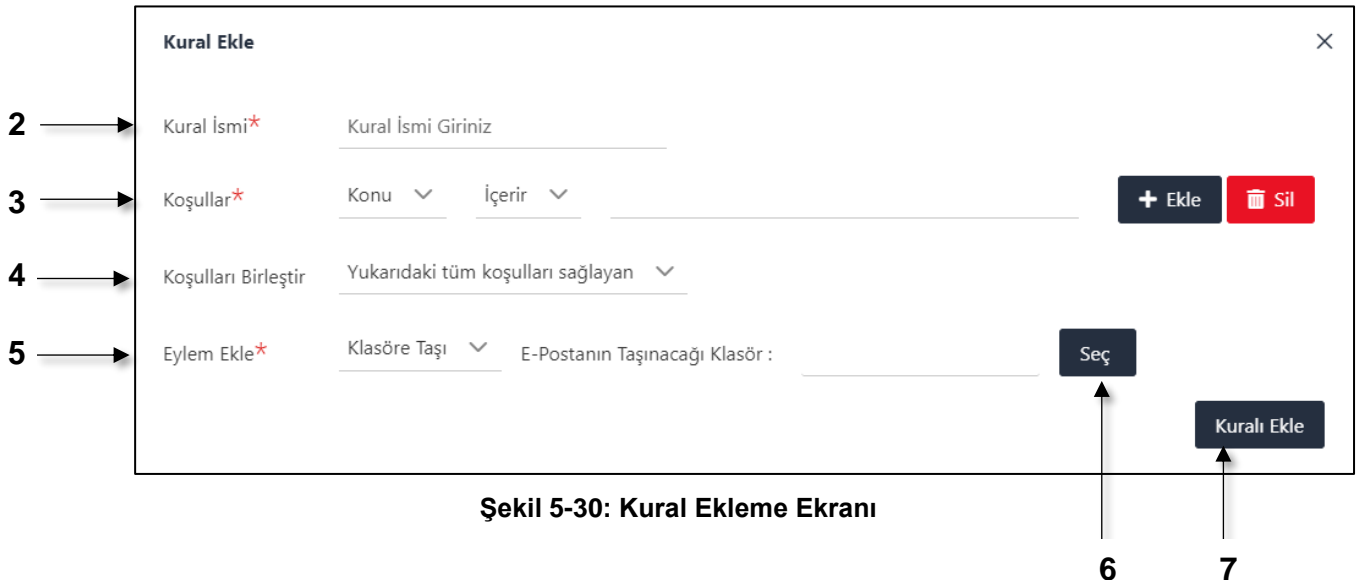 Kural Ekle
2 Kural İsmi* Kural İsmi Giriniz
3 Koşullar* Konu İçerir + Ekle Sil
4 Koşulları Birleştir Yukarıdaki tüm koşulları sağlayan
5 Eylem Ekle* Klasöre Taşı E-Postanın Taşınacağı Klasör : Seç
Kuralı Ekle
Şekil 5-30: Kural Ekleme Ekranı
6 7